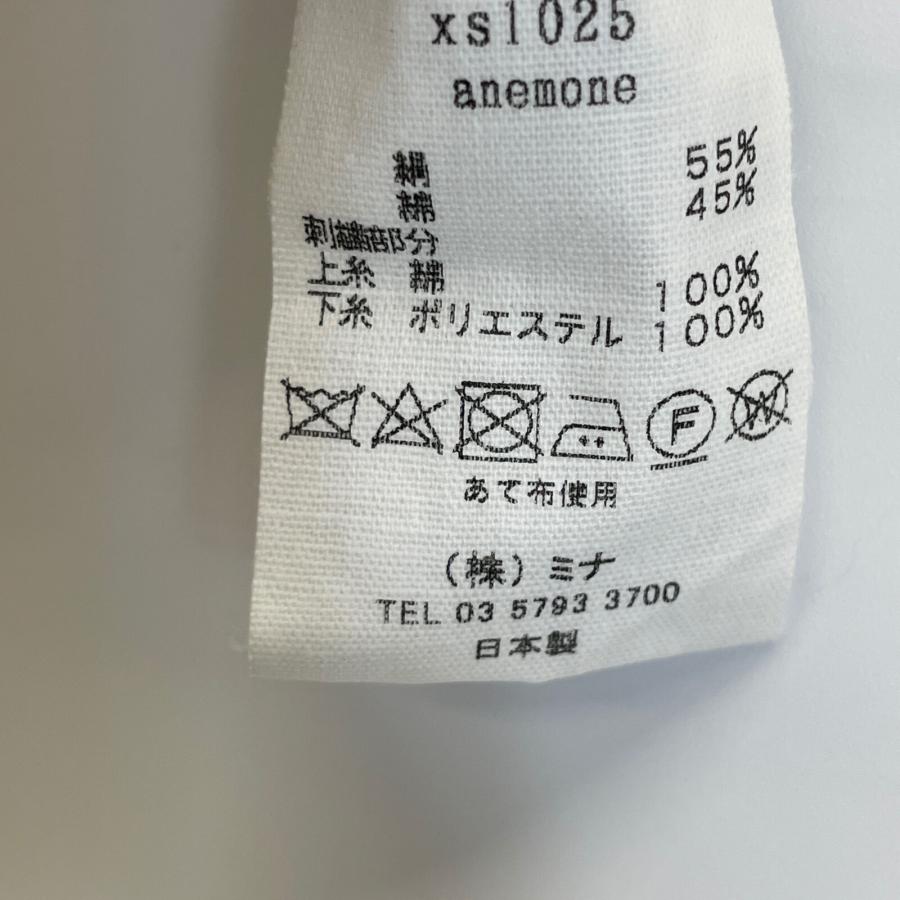 xs1025
anemone
絹 55%
綿 45%
刺繍部分
上糸 綿 100%
下糸 ポリエステル 100%
F W
あて布使用
(株)ミナ
TEL 03 5793 3700
日本製